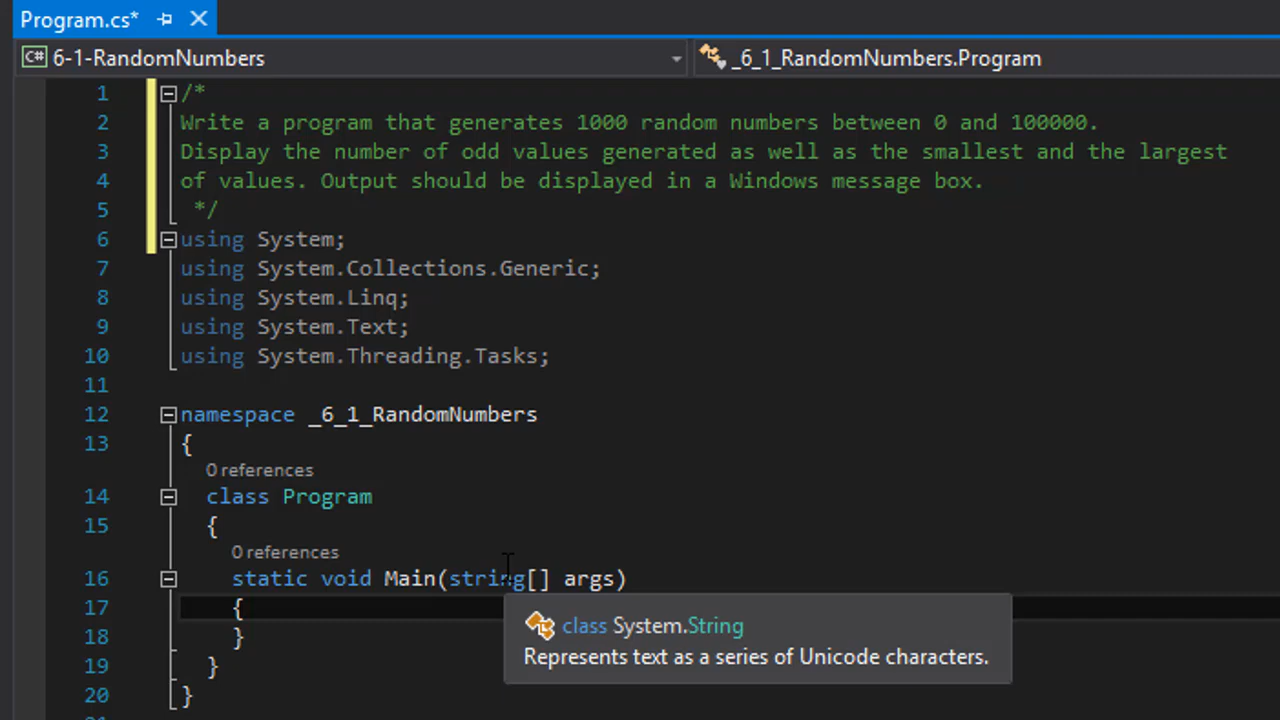 Program.cs*
C# 6-1-RandomNumbers
_6_1_RandomNumbers.Program
1 /*
2 Write a program that generates 1000 random numbers between 0 and 100000.
3 Display the number of odd values generated as well as the smallest and the largest
4 of values. Output should be displayed in a Windows message box.
5 */
6 using System;
7 using System.Collections.Generic;
8 using System.Linq;
9 using System.Text;
10 using System.Threading.Tasks;
11
12 namespace _6_1_RandomNumbers
13 {
0 references
14 class Program
15 {
0 references
16 static void Main(string[] args)
17 {
class System.String
18 }
Represents text as a series of Unicode characters.
19 }
20 }